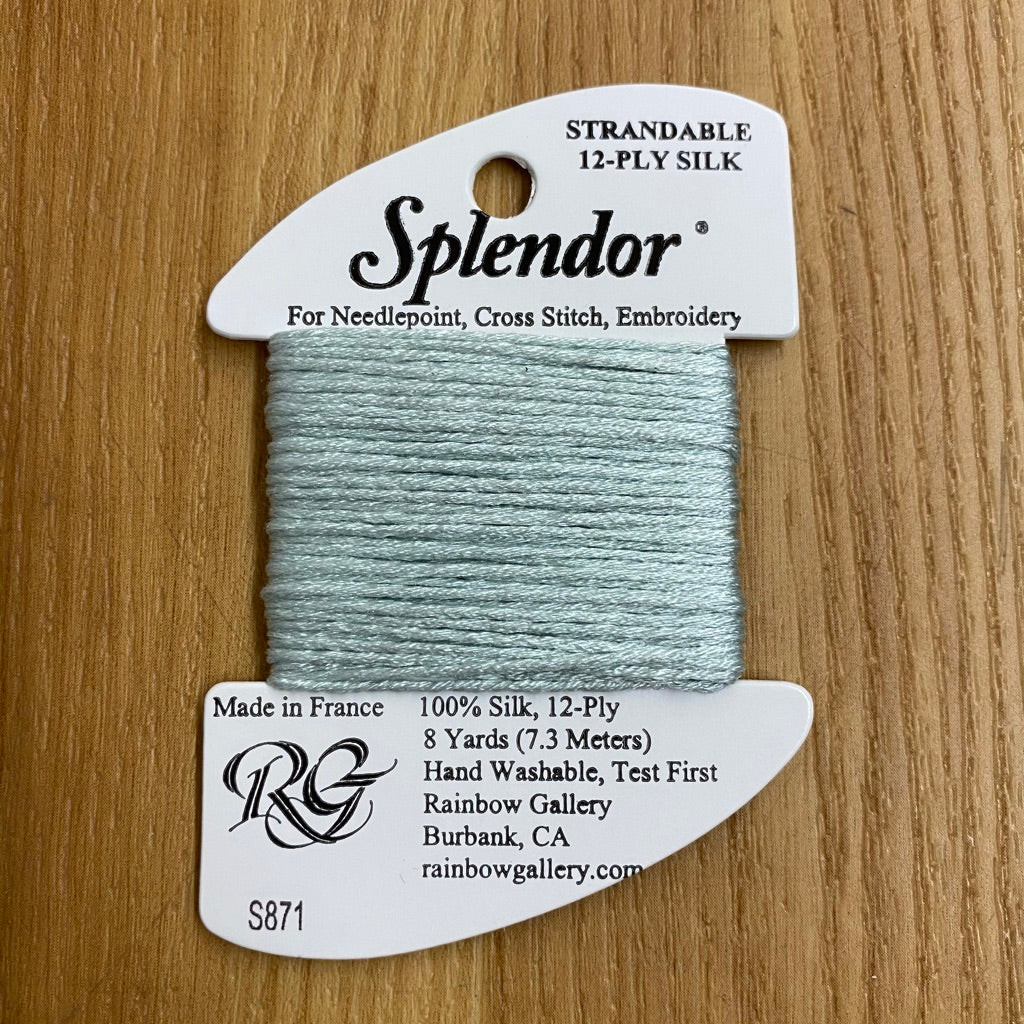 STRANDABLE
12-PLY SILK
Splendor®
For Needlepoint, Cross Stitch, Embroidery
Made in France
RG
100% Silk, 12-Ply
8 Yards (7.3 Meters)
Hand Washable, Test First
Rainbow Gallery
Burbank, CA
rainbowgallery.com
S871